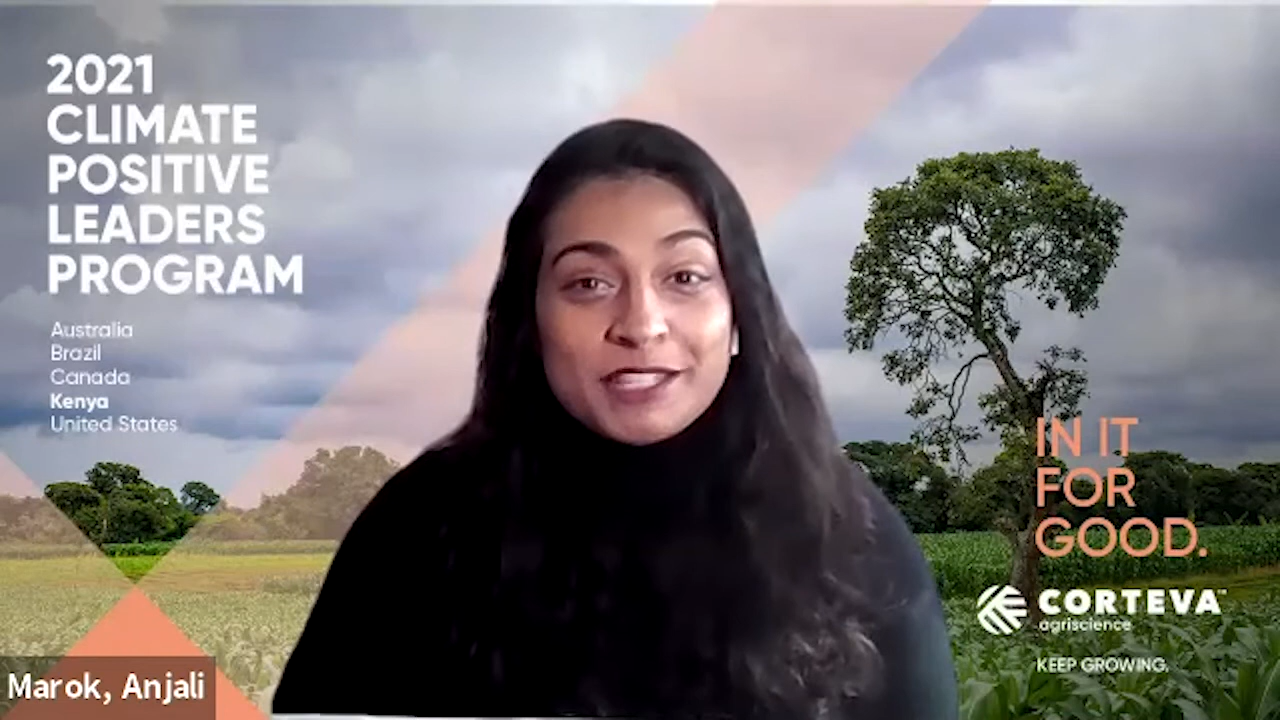 2021
CLIMATE
POSITIVE
LEADERS
PROGRAM
Australia
Brazil
Canada
Kenya
United States
IN IT
FOR
GOOD.
CORTEVA™
agriscience
KEEP GROWING.
Marok, Anjali